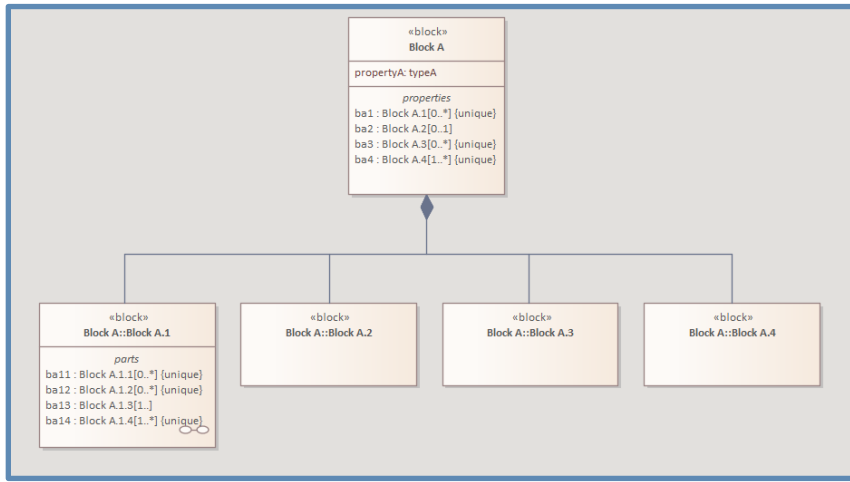 «block»
Block A
propertyA: typeA
properties
ba1 : Block A.1[0..*] {unique}
ba2 : Block A.2[0..1]
ba3 : Block A.3[0..*] {unique}
ba4 : Block A.4[1..*] {unique}
«block»
Block A::Block A.1
parts
ba11 : Block A.1.1[0..*] {unique}
ba12 : Block A.1.2[0..*] {unique}
ba13 : Block A.1.3[1..]
ba14 : Block A.1.4[1..*] {unique}
«block»
Block A::Block A.2
«block»
Block A::Block A.3
«block»
Block A::Block A.4